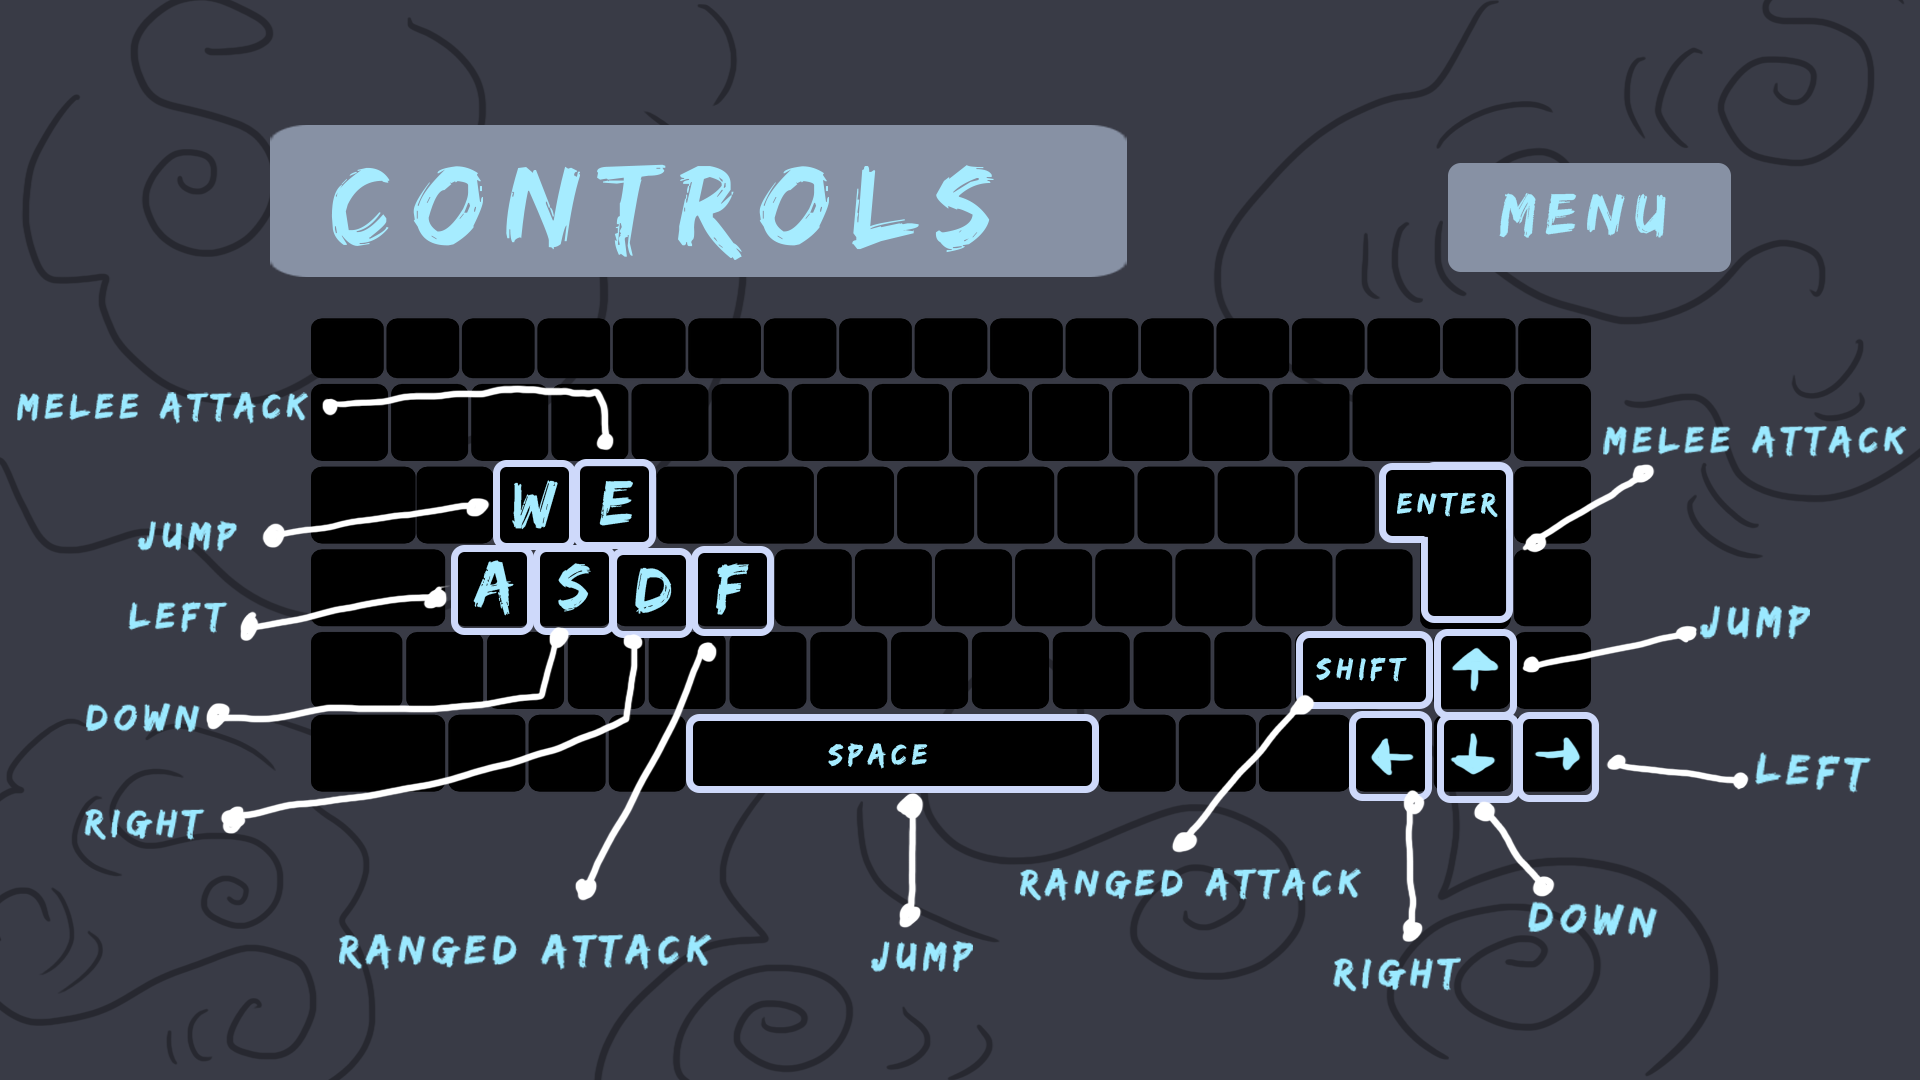 CONTROLS
MENU
MELEE ATTACK
MELEE ATTACK
W
E
ENTER
JUMP
A
S
D
F
LEFT
JUMP
SHIFT
↑
DOWN
SPACE
←
↓
→
LEFT
RIGHT
RANGED ATTACK
DOWN
RANGED ATTACK
JUMP
RIGHT